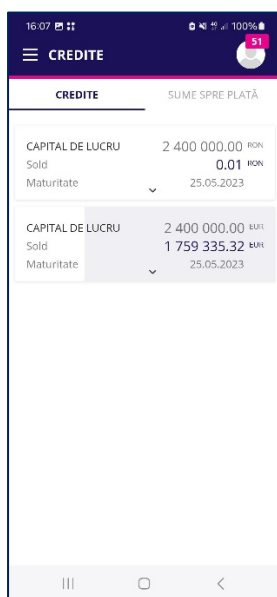 16:07 100%
51
CREDITE
CREDITE SUME SPRE PLATĂ
CAPITAL DE LUCRU 2 400 000.00 RON
Sold 0.01 RON
Maturitate 25.05.2023
CAPITAL DE LUCRU 2 400 000.00 EUR
Sold 1 759 335.32 EUR
Maturitate 25.05.2023